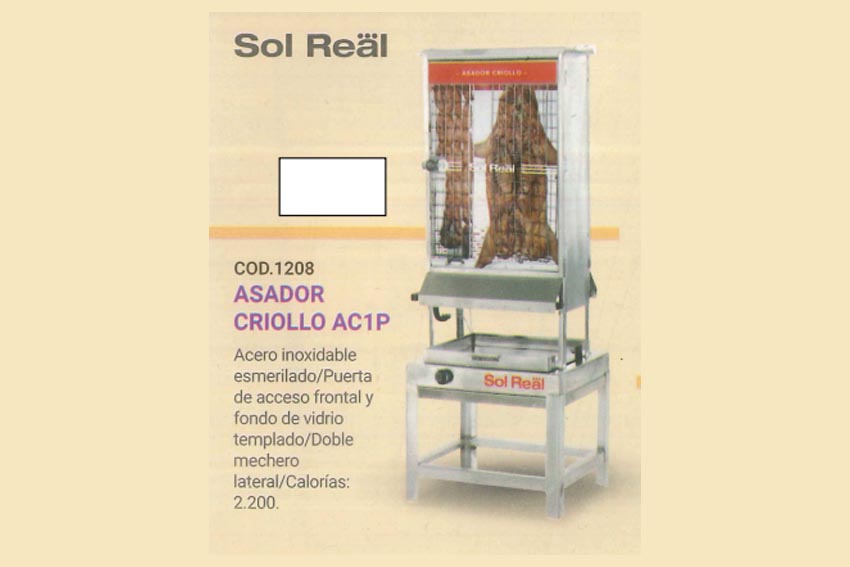 Sol Reäl
- ASADOR CRIOLLO -
Sol Reäl
COD.1208
ASADOR
CRIOLLO AC1P
Acero inoxidable
esmerilado/Puerta
de acceso frontal y
fondo de vidrio
templado/Doble
mechero
lateral/Calorías:
2.200.
Sol Reäl